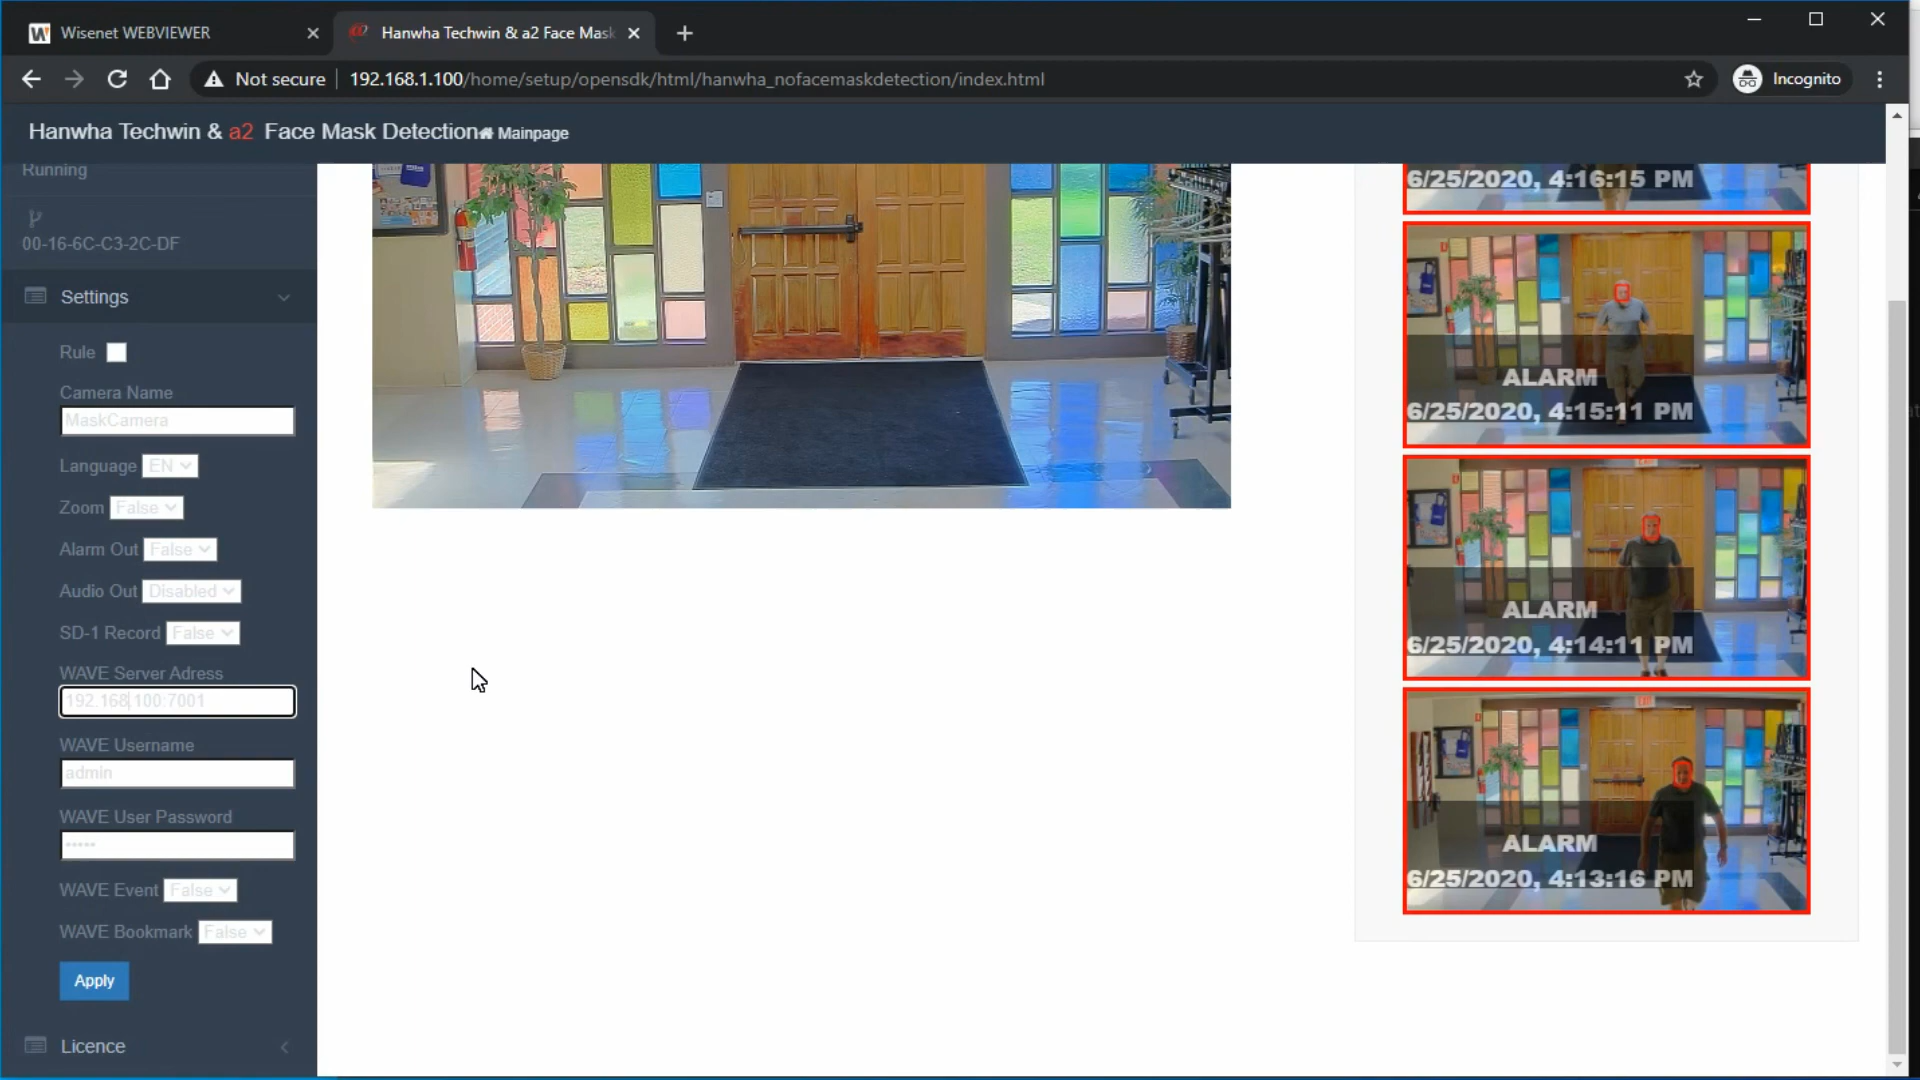 Wisenet WEBVIEWER
Hanwha Techwin & a2 Face Mask
Not secure
192.168.1.100/home/setup/opensdk/html/hanwha_nofacemaskdetection/index.html
Incognito
Hanwha Techwin & a2 Face Mask Detection
Mainpage
Running
00-16-6C-C3-2C-DF
Settings
Rule
Camera Name
MaskCamera
Language EN
Zoom False
Alarm Out False
Audio Out Disabled
SD-1 Record False
WAVE Server Adress
192.168.100:7001
WAVE Username
admin
WAVE User Password
•••••
WAVE Event False
WAVE Bookmark False
Apply
Licence
6/25/2020, 4:16:15 PM
ALARM
6/25/2020, 4:15:11 PM
ALARM
6/25/2020, 4:14:11 PM
ALARM
6/25/2020, 4:13:16 PM